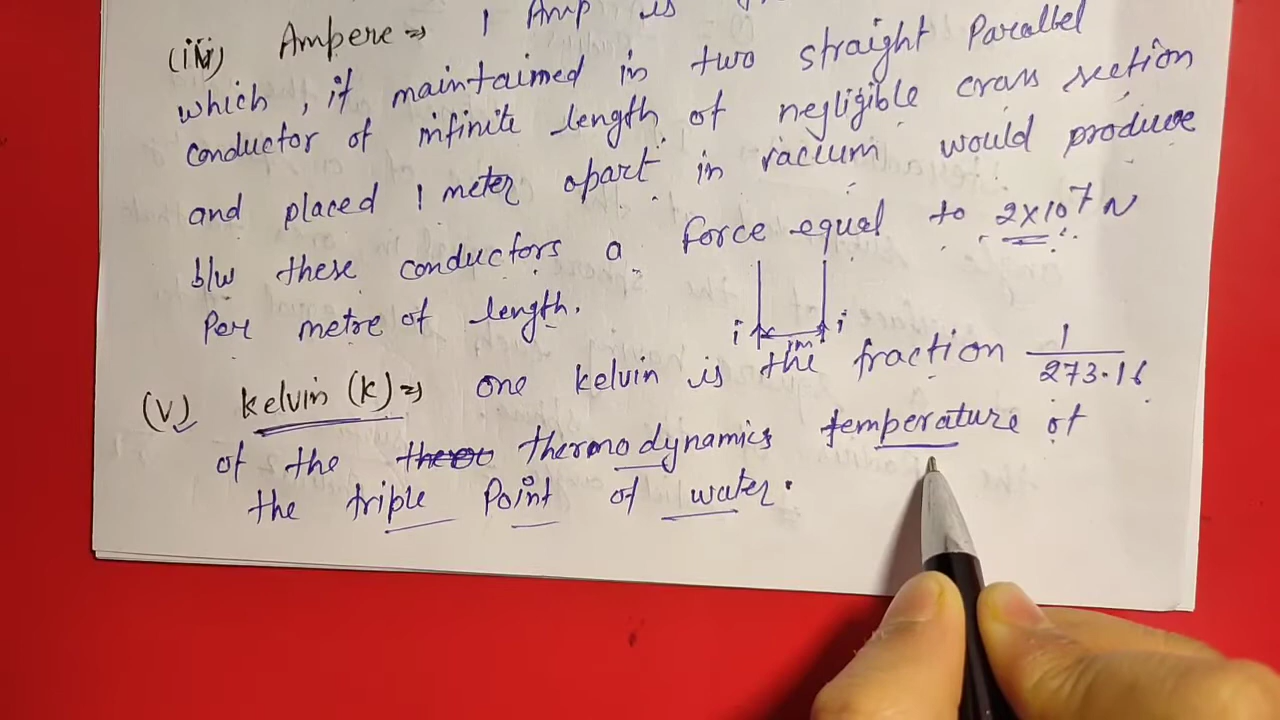 (iv) Ampere ⇒ 1 Amp is
which, if maintaimed in two straight Parallel
conductor of infinite length of negligible cross section
and placed 1 meter apart in vacuum would produce
b/w these conductors a force equal to 2×10⁷ N
Per metre of length.
i 1m i
(v) kelvin (k) ⇒ one kelvin is the fraction 1/273.16
of the thermodynamics temperature of
the triple Point of water.